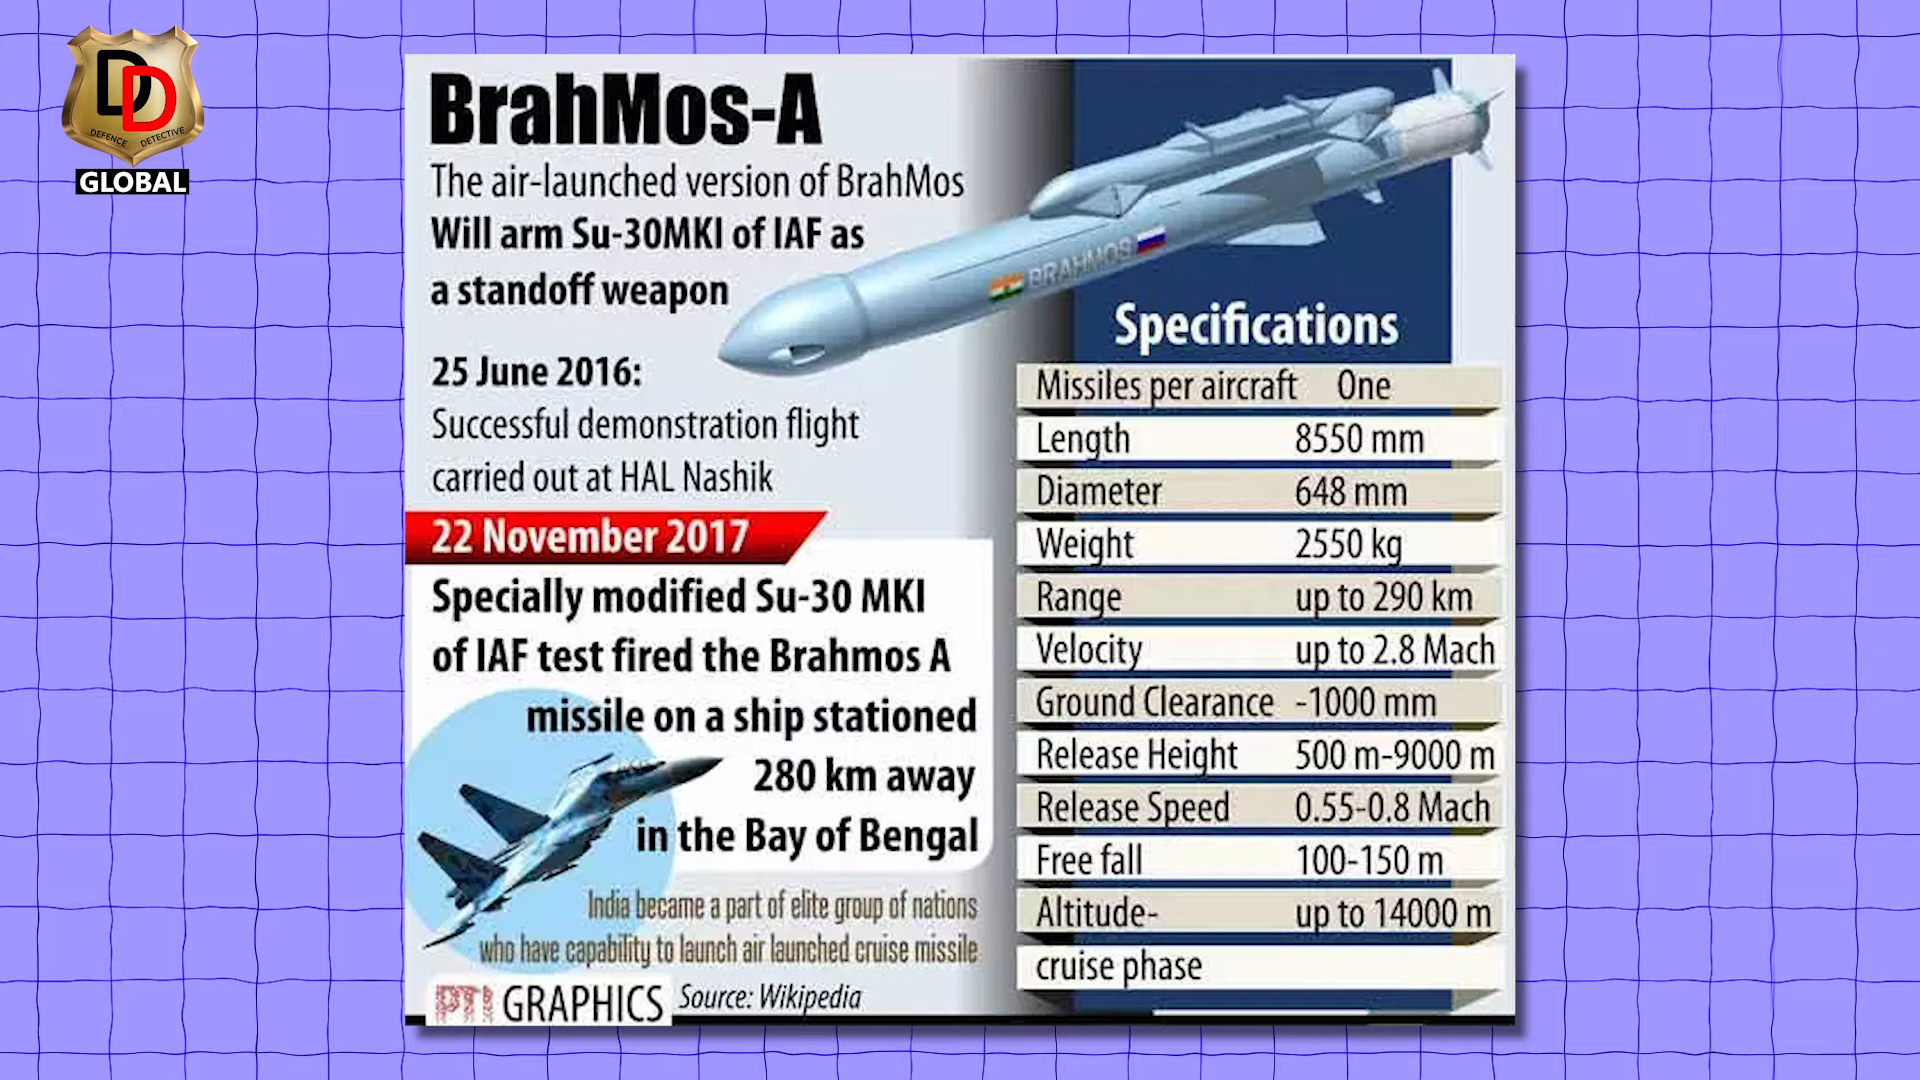 DD
DEFENCE DETECTIVE
GLOBAL
BrahMos-A
The air-launched version of BrahMos
Will arm Su-30MKI of IAF as
a standoff weapon
25 June 2016:
Successful demonstration flight
carried out at HAL Nashik
22 November 2017
Specially modified Su-30 MKI
of IAF test fired the Brahmos A
missile on a ship stationed
280 km away
in the Bay of Bengal
India became a part of elite group of nations
who have capability to launch air launched cruise missile
PTI GRAPHICS Source: Wikipedia
BRAHMOS
Specifications
Missiles per aircraft One
Length 8550 mm
Diameter 648 mm
Weight 2550 kg
Range up to 290 km
Velocity up to 2.8 Mach
Ground Clearance -1000 mm
Release Height 500 m-9000 m
Release Speed 0.55-0.8 Mach
Free fall 100-150 m
Altitude- up to 14000 m
cruise phase